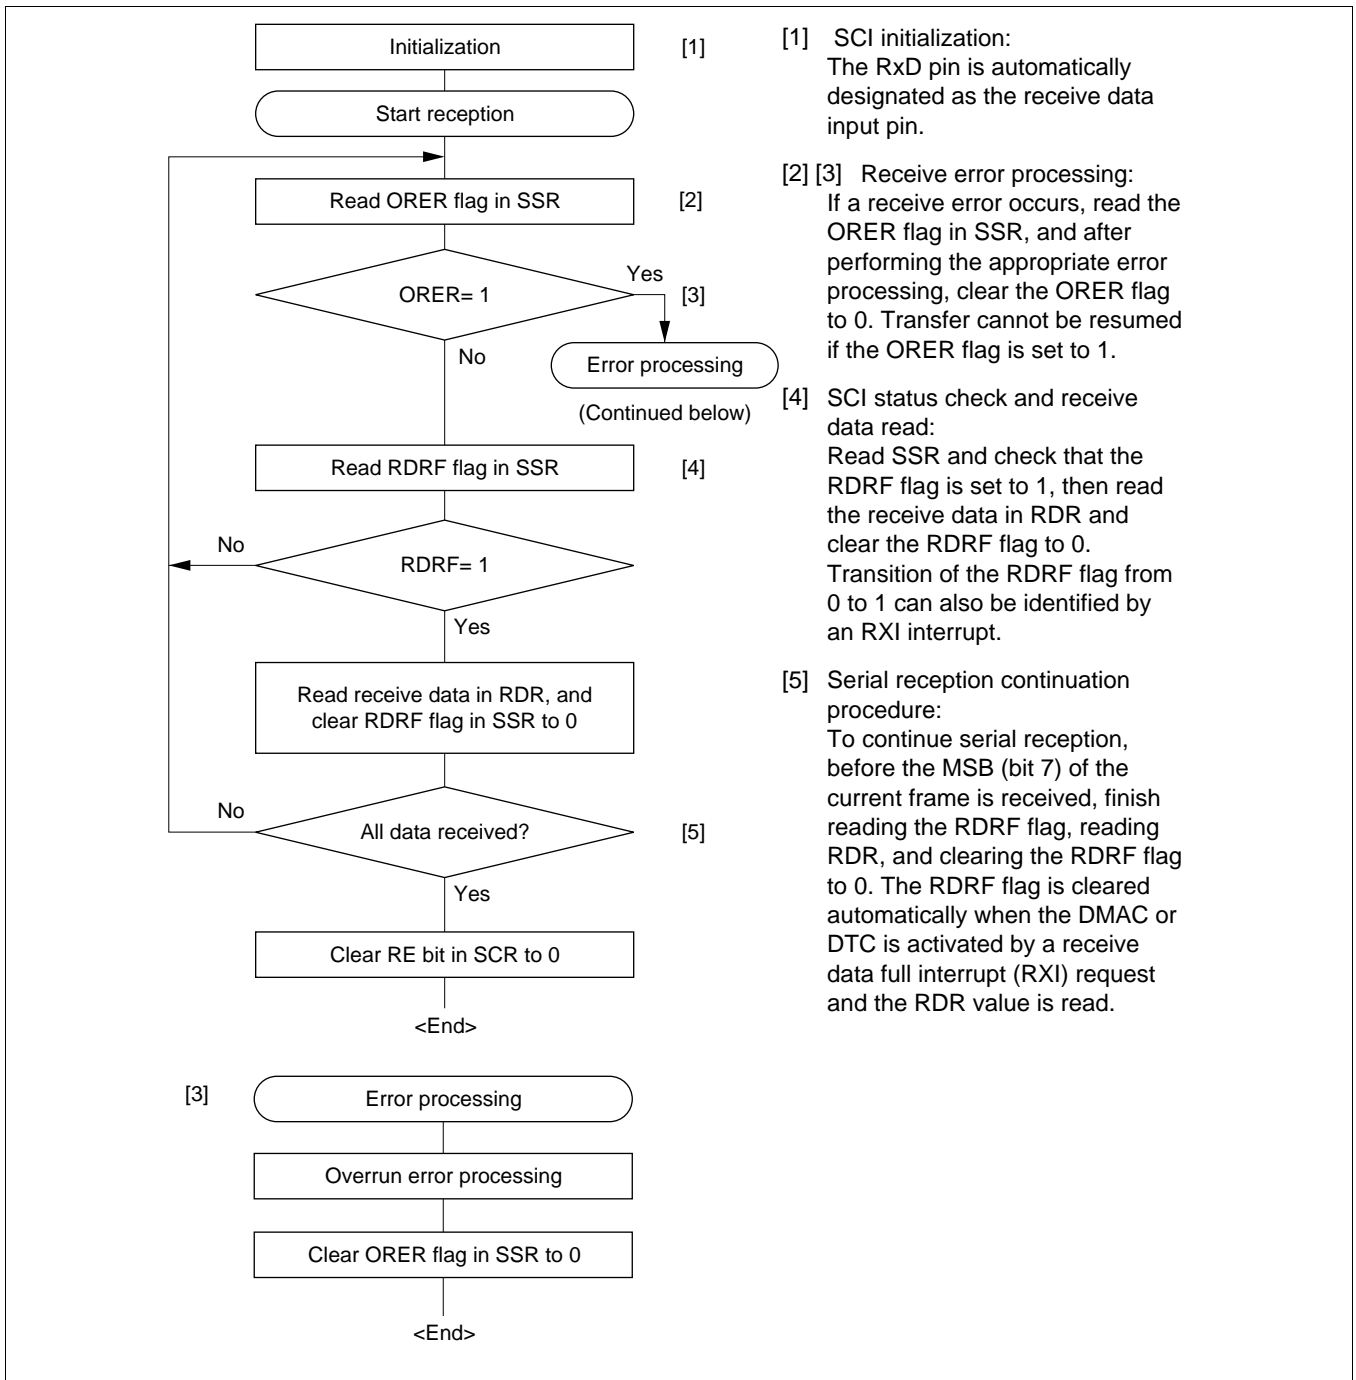 Initialization
[1]
Start reception
Read ORER flag in SSR
[2]
ORER= 1
Yes
[3]
No
Error processing
(Continued below)
Read RDRF flag in SSR
[4]
No
RDRF= 1
Yes
Read receive data in RDR, and
clear RDRF flag in SSR to 0
No
All data received?
[5]
Yes
Clear RE bit in SCR to 0
<End>
[3]
Error processing
Overrun error processing
Clear ORER flag in SSR to 0
<End>
[1] SCI initialization:
The RxD pin is automatically
designated as the receive data
input pin.
[2] [3] Receive error processing:
If a receive error occurs, read the
ORER flag in SSR, and after
performing the appropriate error
processing, clear the ORER flag
to 0. Transfer cannot be resumed
if the ORER flag is set to 1.
[4] SCI status check and receive
data read:
Read SSR and check that the
RDRF flag is set to 1, then read
the receive data in RDR and
clear the RDRF flag to 0.
Transition of the RDRF flag from
0 to 1 can also be identified by
an RXI interrupt.
[5] Serial reception continuation
procedure:
To continue serial reception,
before the MSB (bit 7) of the
current frame is received, finish
reading the RDRF flag, reading
RDR, and clearing the RDRF flag
to 0. The RDRF flag is cleared
automatically when the DMAC or
DTC is activated by a receive
data full interrupt (RXI) request
and the RDR value is read.